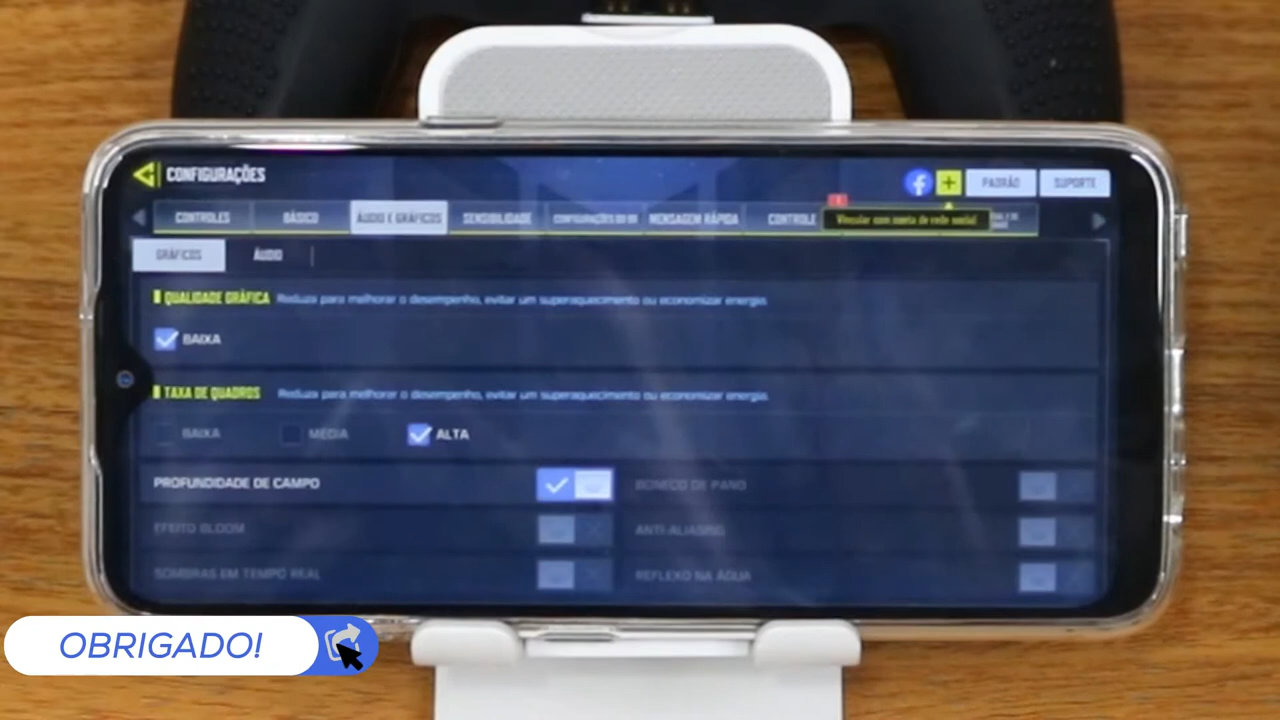 CONFIGURAÇÕES
PADRÃO
SUPORTE
CONTROLES
BÁSICO
ÁUDIO E GRÁFICOS
SENSIBILIDADE
CONFIGURAÇÕES DO BR
MENSAGEM RÁPIDA
CONTROLE
Vincular com conta de rede social
GRÁFICOS
ÁUDIO
QUALIDADE GRÁFICA Reduza para melhorar o desempenho, evitar um superaquecimento ou economizar energia.
BAIXA
TAXA DE QUADROS Reduza para melhorar o desempenho, evitar um superaquecimento ou economizar energia.
BAIXA
MÉDIA
ALTA
PROFUNDIDADE DE CAMPO
BONECO DE PANO
EFEITO BLOOM
ANTI-ALIASING
SOMBRAS EM TEMPO REAL
REFLEXO NA ÁGUA
OBRIGADO!